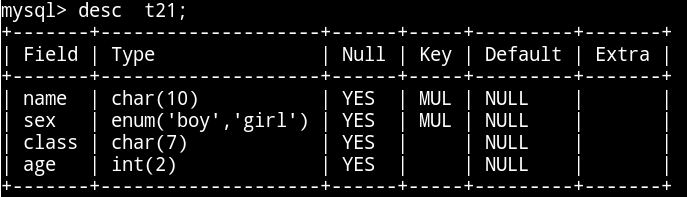 mysql> desc  t21;
+-------+--------------------+------+-----+---------+-------+
| Field | Type               | Null | Key | Default | Extra |
+-------+--------------------+------+-----+---------+-------+
| name  | char(10)           | YES  | MUL | NULL    |       |
| sex   | enum('boy','girl') | YES  | MUL | NULL    |       |
| class | char(7)            | YES  |     | NULL    |       |
| age   | int(2)             | YES  |     | NULL    |       |
+-------+--------------------+------+-----+---------+-------+